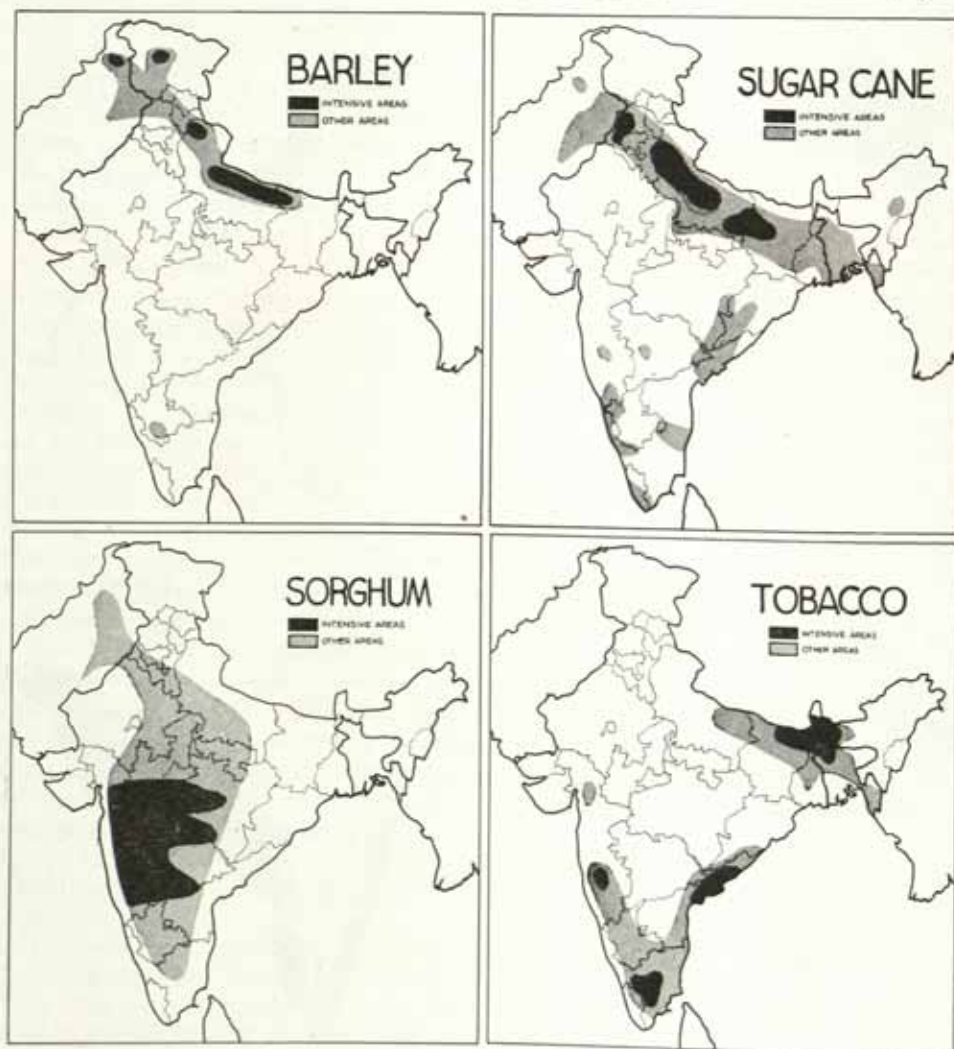 BARLEY
INTENSIVE AREAS
OTHER AREAS
SUGAR CANE
INTENSIVE AREAS
OTHER AREAS
SORGHUM
INTENSIVE AREAS
OTHER AREAS
TOBACCO
INTENSIVE AREAS
OTHER AREAS